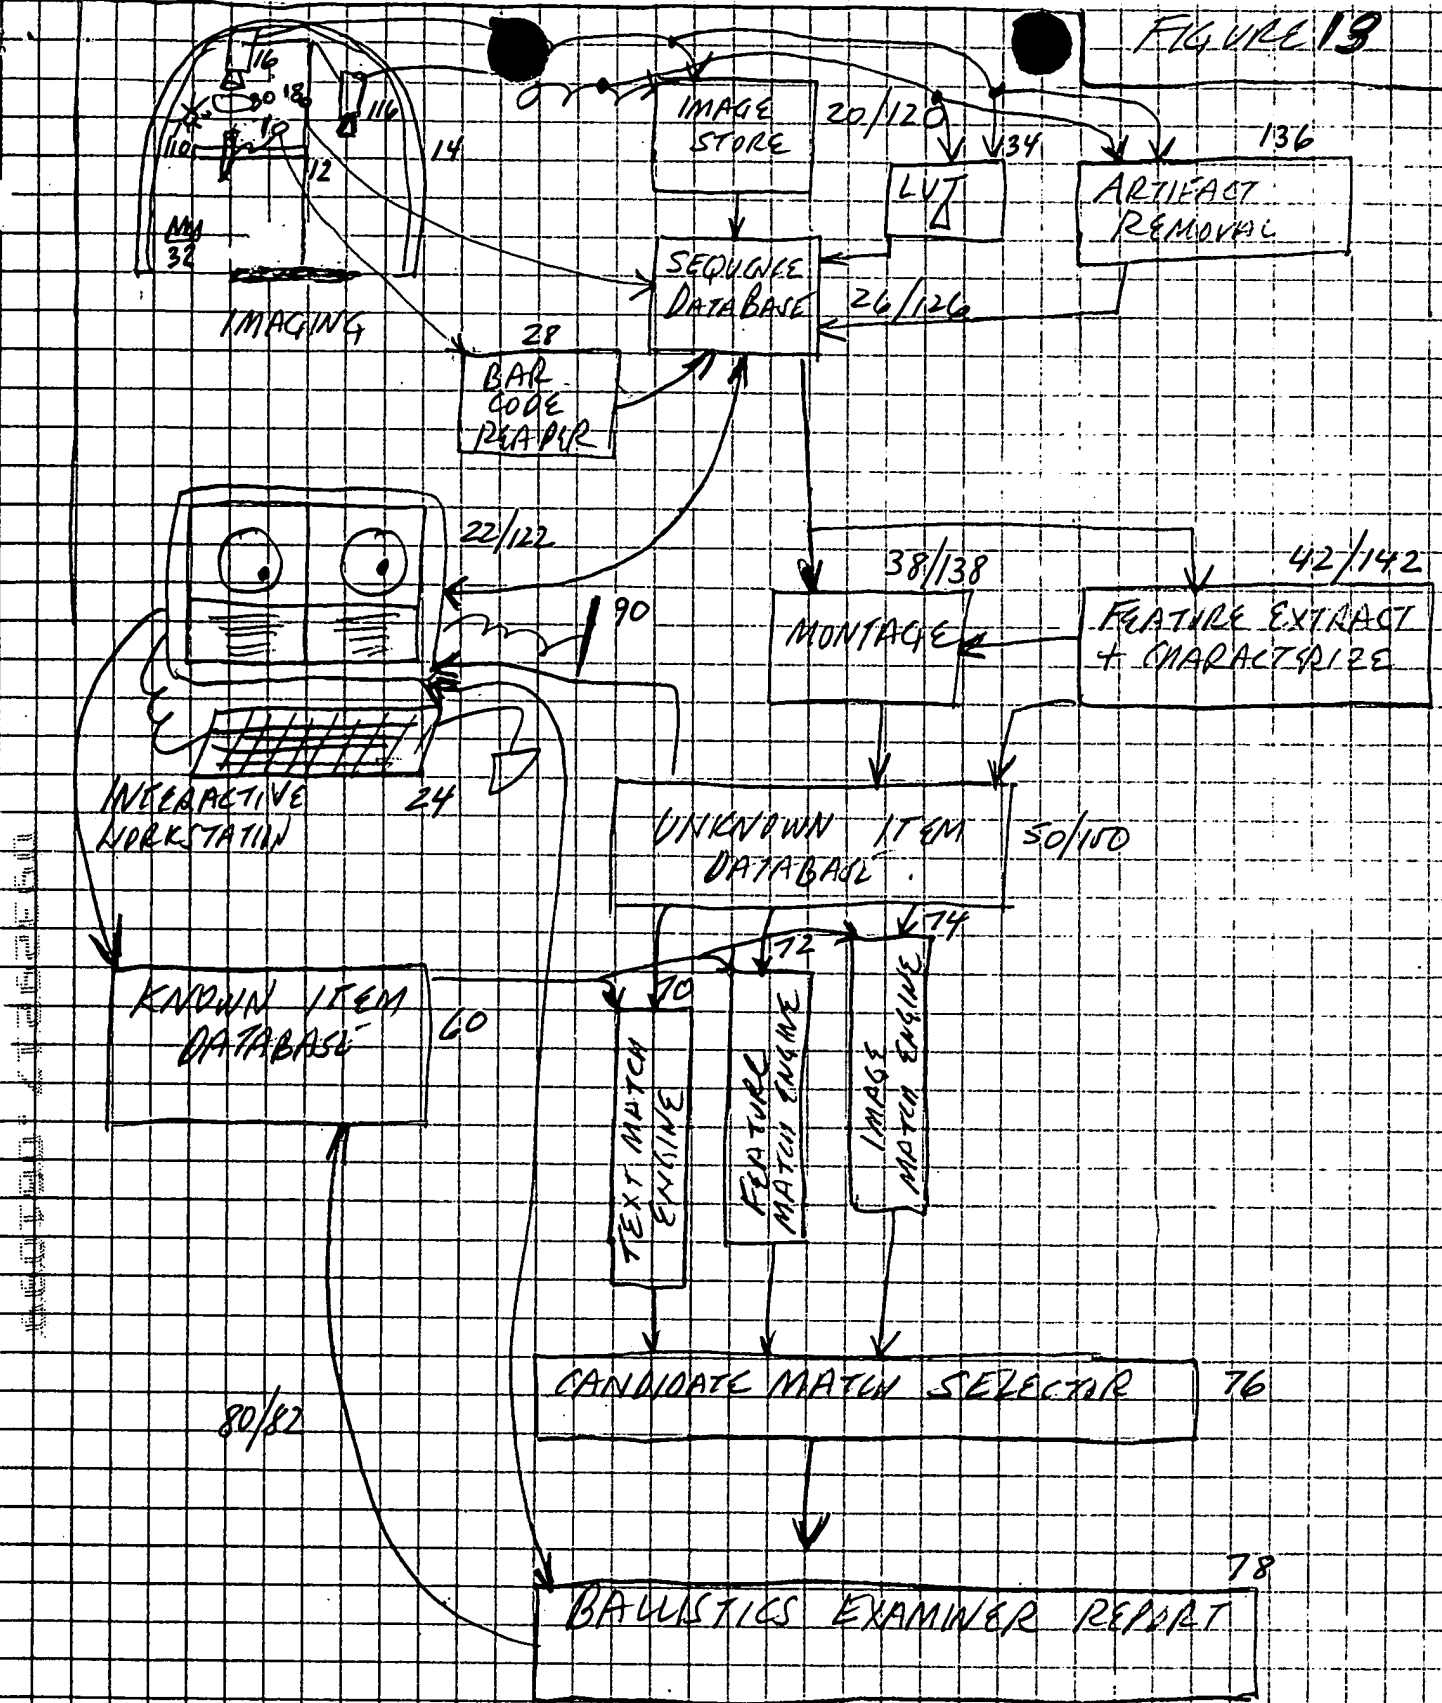 FIGURE 13
16
30
18
116
110
10
12
14
32
IMAGING
IMAGE
STORE
20/120
34
LUT
136
ARTIFACT
REMOVAL
SEQUENCE
DATABASE
26/126
28
BAR
CODE
READER
22/122
90
38/138
MONTAGE
42/142
FEATURE EXTRACT
+ CHARACTERIZE
INTERACTIVE
WORKSTATION
24
UNKNOWN ITEM
DATABASE
50/150
KNOWN ITEM
DATABASE
60
70
72
74
TEXT MATCH
ENGINE
FEATURE
MATCH ENGINE
IMAGE
MATCH ENGINE
CANDIDATE MATCH SELECTOR
76
80/82
78
BALLISTICS EXAMINER REPORT